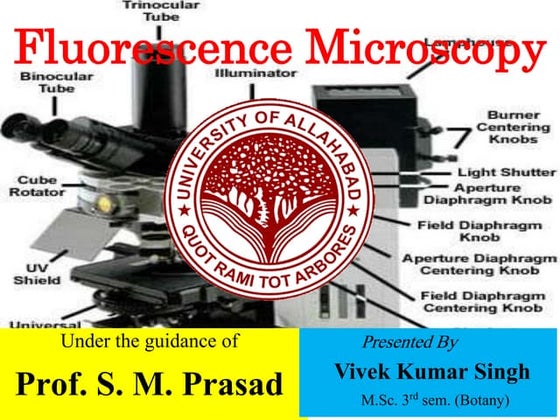 Trinocular
Tube
Fluorescence Microscopy
Lamphouse
Binocular
Tube
Illuminator
Burner
Centering
Knobs
UNIVERSITY OF ALLAHABAD
QUOT RAMI TOT ARBORES
Cube
Rotator
Light Shutter
Aperture
Diaphragm Knob
Field Diaphragm
Knob
UV
Shield
Aperture Diaphragm
Centering Knob
Field Diaphragm
Centering Knob
Universal
Under the guidance of
Prof. S. M. Prasad
Presented By
Vivek Kumar Singh
M.Sc. 3rd sem. (Botany)